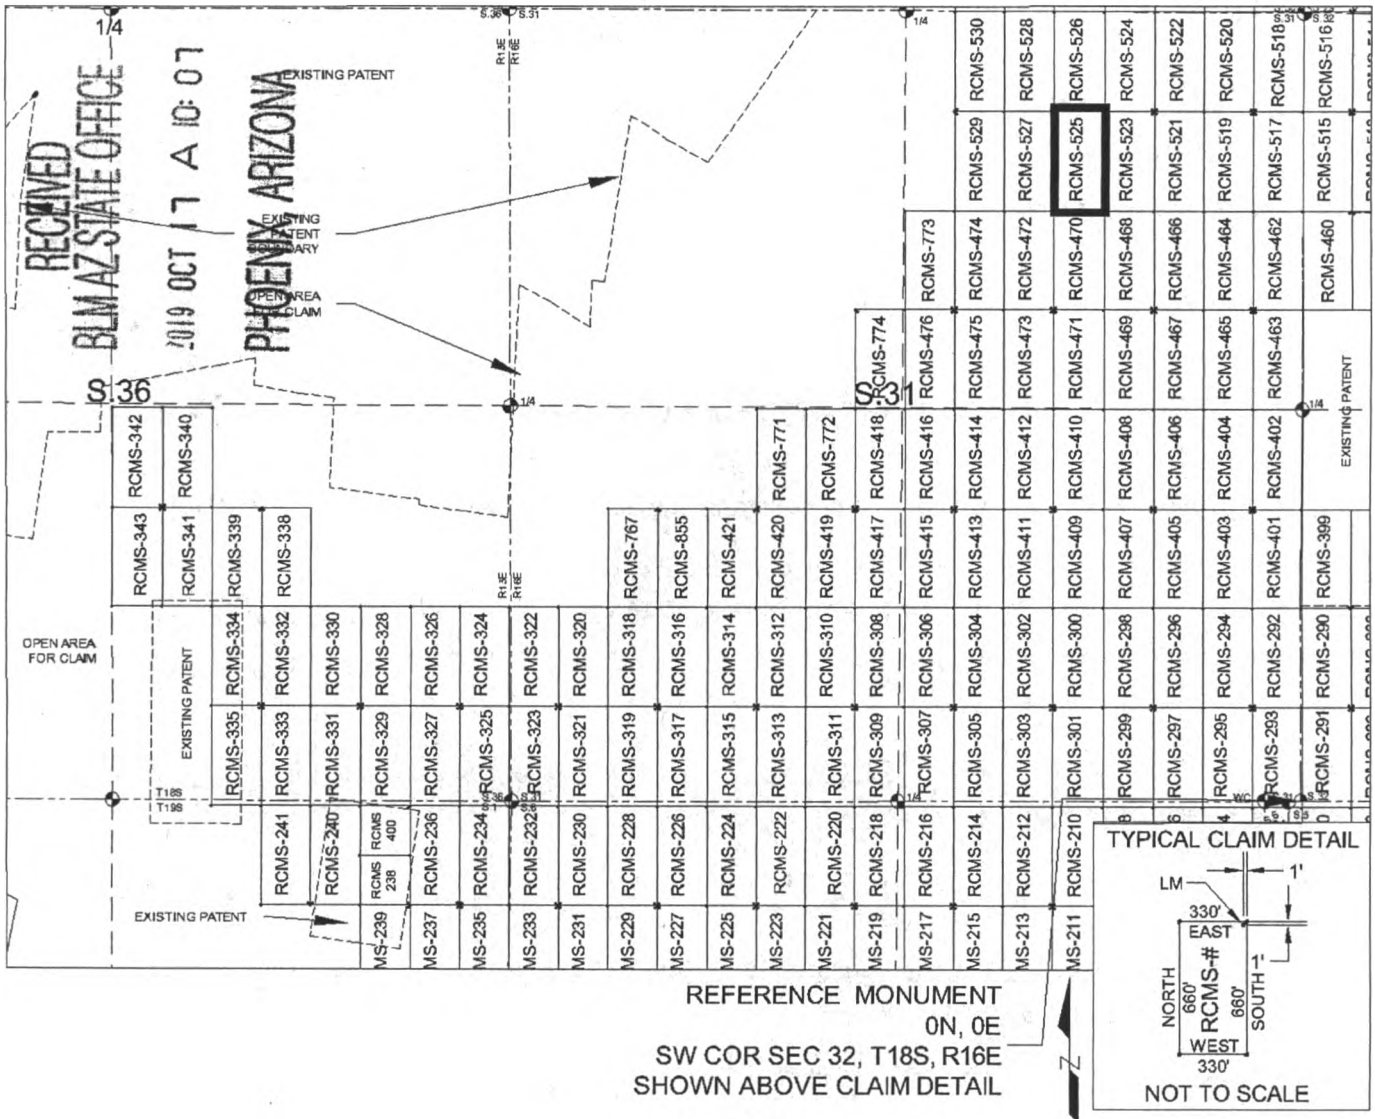 1/4
S.36 S.31
1/4
S.31 S.32
R15E
R16E
EXISTING PATENT
RECEIVED
BLM AZ STATE OFFICE
2019 OCT 17 A 10: 07
PHOENIX, ARIZONA
EXISTING
PATENT
BOUNDARY
OPEN AREA
FOR CLAIM
RCMS-530 RCMS-528 RCMS-526 RCMS-524 RCMS-522 RCMS-520 RCMS-518 RCMS-516
RCMS-529 RCMS-527 RCMS-525 RCMS-523 RCMS-521 RCMS-519 RCMS-517 RCMS-515
RCMS-773 RCMS-474 RCMS-472 RCMS-470 RCMS-468 RCMS-466 RCMS-464 RCMS-462 RCMS-460
RCMS-774 RCMS-476 RCMS-475 RCMS-473 RCMS-471 RCMS-469 RCMS-467 RCMS-465 RCMS-463
EXISTING PATENT
S.36
1/4
S.31
1/4
RCMS-342 RCMS-340 RCMS-771 RCMS-772 RCMS-418 RCMS-416 RCMS-414 RCMS-412 RCMS-410 RCMS-408 RCMS-406 RCMS-404 RCMS-402
RCMS-343 RCMS-341 RCMS-339 RCMS-338 RCMS-767 RCMS-855 RCMS-421 RCMS-420 RCMS-419 RCMS-417 RCMS-415 RCMS-413 RCMS-411 RCMS-409 RCMS-407 RCMS-405 RCMS-403 RCMS-401 RCMS-399
R15E
R16E
OPEN AREA
FOR CLAIM
EXISTING PATENT
RCMS-334 RCMS-332 RCMS-330 RCMS-328 RCMS-326 RCMS-324 RCMS-322 RCMS-320 RCMS-318 RCMS-316 RCMS-314 RCMS-312 RCMS-310 RCMS-308 RCMS-306 RCMS-304 RCMS-302 RCMS-300 RCMS-298 RCMS-296 RCMS-294 RCMS-292 RCMS-290
RCMS-335 RCMS-333 RCMS-331 RCMS-329 RCMS-327 RCMS-325 RCMS-323 RCMS-321 RCMS-319 RCMS-317 RCMS-315 RCMS-313 RCMS-311 RCMS-309 RCMS-307 RCMS-305 RCMS-303 RCMS-301 RCMS-299 RCMS-297 RCMS-295 RCMS-293 RCMS-291
T18S
T19S
S.36 S.31
S.1 S.6
1/4
WC S.31 S.32
S.6 S.5
RCMS-241 RCMS-240 RCMS 400 RCMS-236 RCMS-234 RCMS-232 RCMS-230 RCMS-228 RCMS-226 RCMS-224 RCMS-222 RCMS-220 RCMS-218 RCMS-216 RCMS-214 RCMS-212 RCMS-210
RCMS 238
EXISTING PATENT
MS-239 MS-237 MS-235 MS-233 MS-231 MS-229 MS-227 MS-225 MS-223 MS-221 MS-219 MS-217 MS-215 MS-213 MS-211
TYPICAL CLAIM DETAIL
LM
1'
330'
EAST
NORTH
660'
RCMS-#
660'
SOUTH
1'
WEST
330'
NOT TO SCALE
REFERENCE MONUMENT
0N, 0E
SW COR SEC 32, T18S, R16E
SHOWN ABOVE CLAIM DETAIL
N